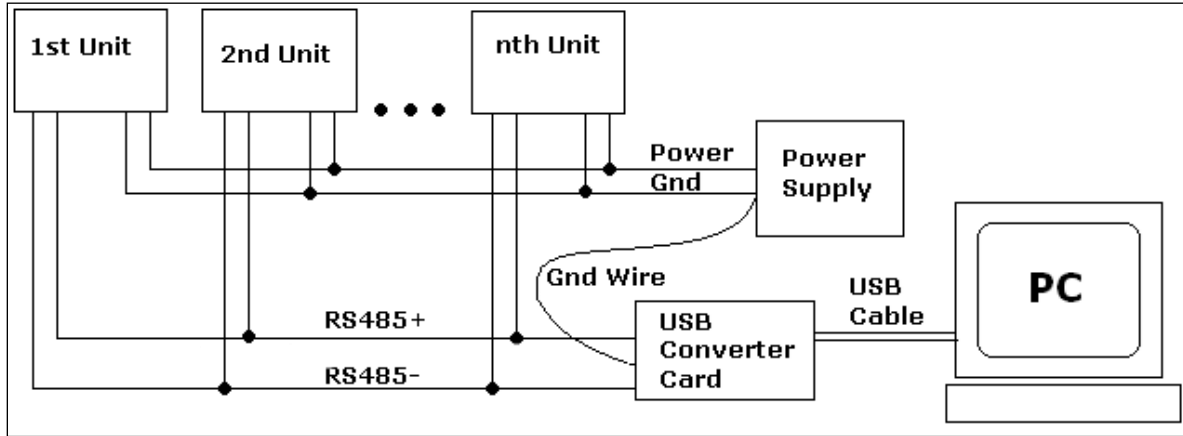 1st Unit
2nd Unit
nth Unit
Power
Gnd
Power
Supply
Gnd Wire
RS485+
RS485-
USB
Converter
Card
USB
Cable
PC